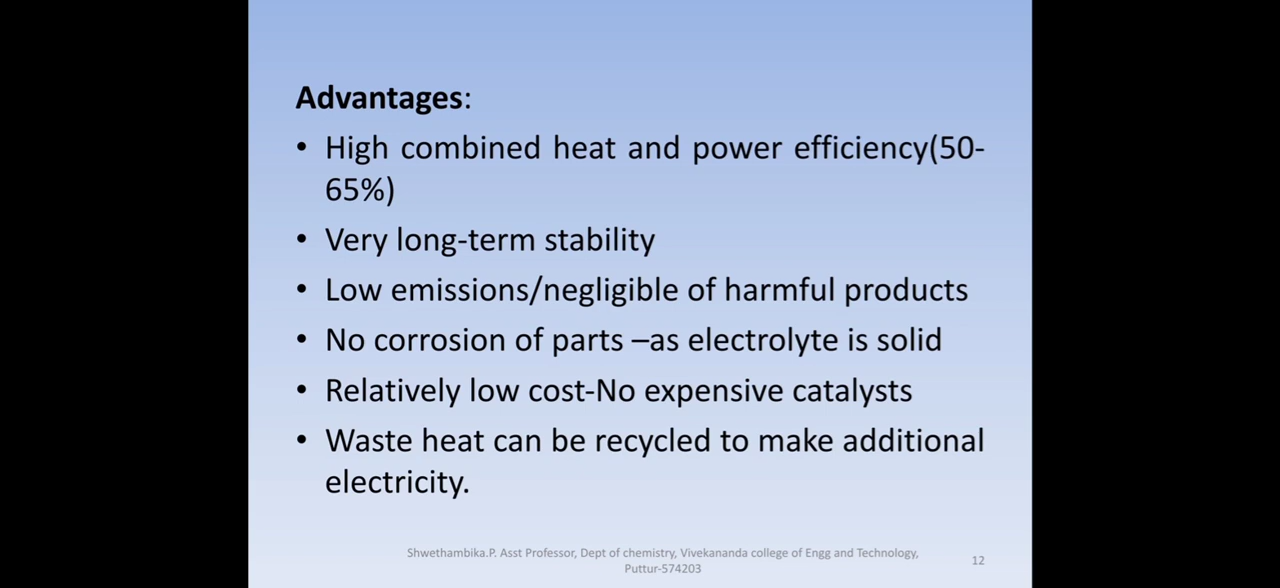 Advantages:
• High combined heat and power efficiency(50-
65%)
• Very long-term stability
• Low emissions/negligible of harmful products
• No corrosion of parts –as electrolyte is solid
• Relatively low cost-No expensive catalysts
• Waste heat can be recycled to make additional
electricity.
Shwethambika.P. Asst Professor, Dept of chemistry, Vivekananda college of Engg and Technology,
Puttur-574203
12